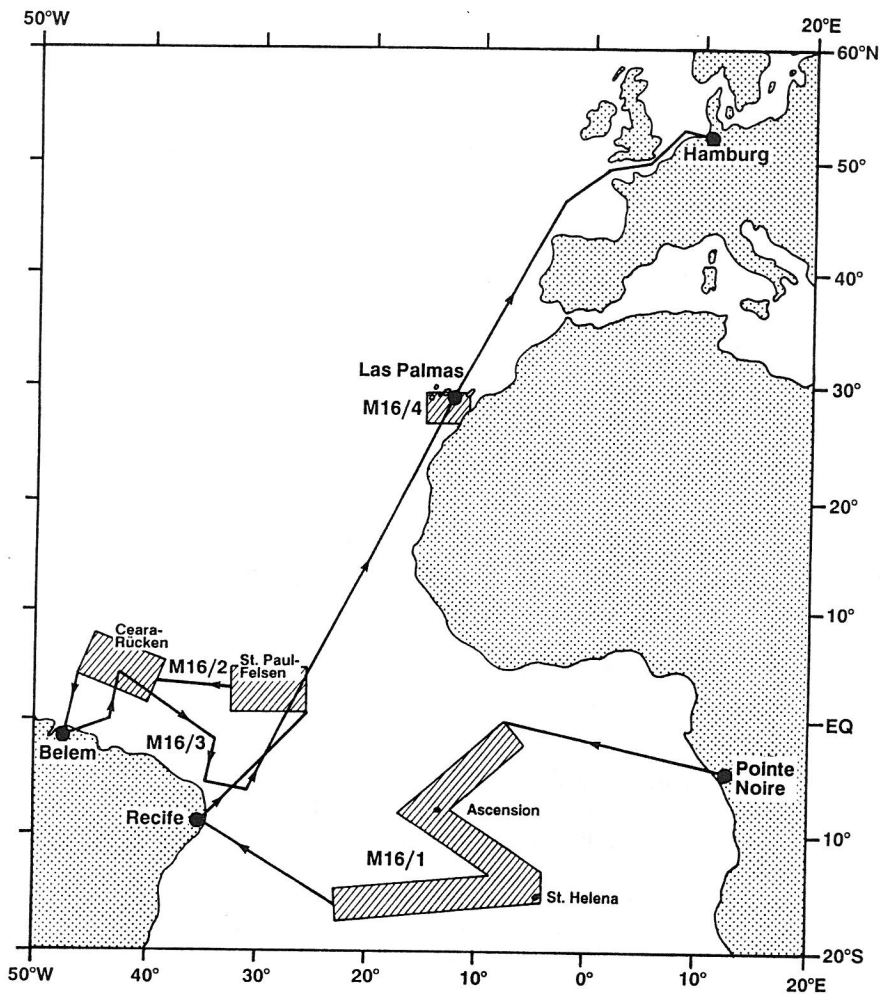 50°W
20°E
60°N
Hamburg
50°
40°
Las Palmas
30°
M16/4
20°
10°
Ceara-
Rücken
M16/2
St. Paul-
Felsen
M16/3
EQ
Belem
Pointe
Noire
Recife
Ascension
10°
M16/1
St. Helena
20°S
50°W
40°
30°
20°
10°
0°
10°
20°E